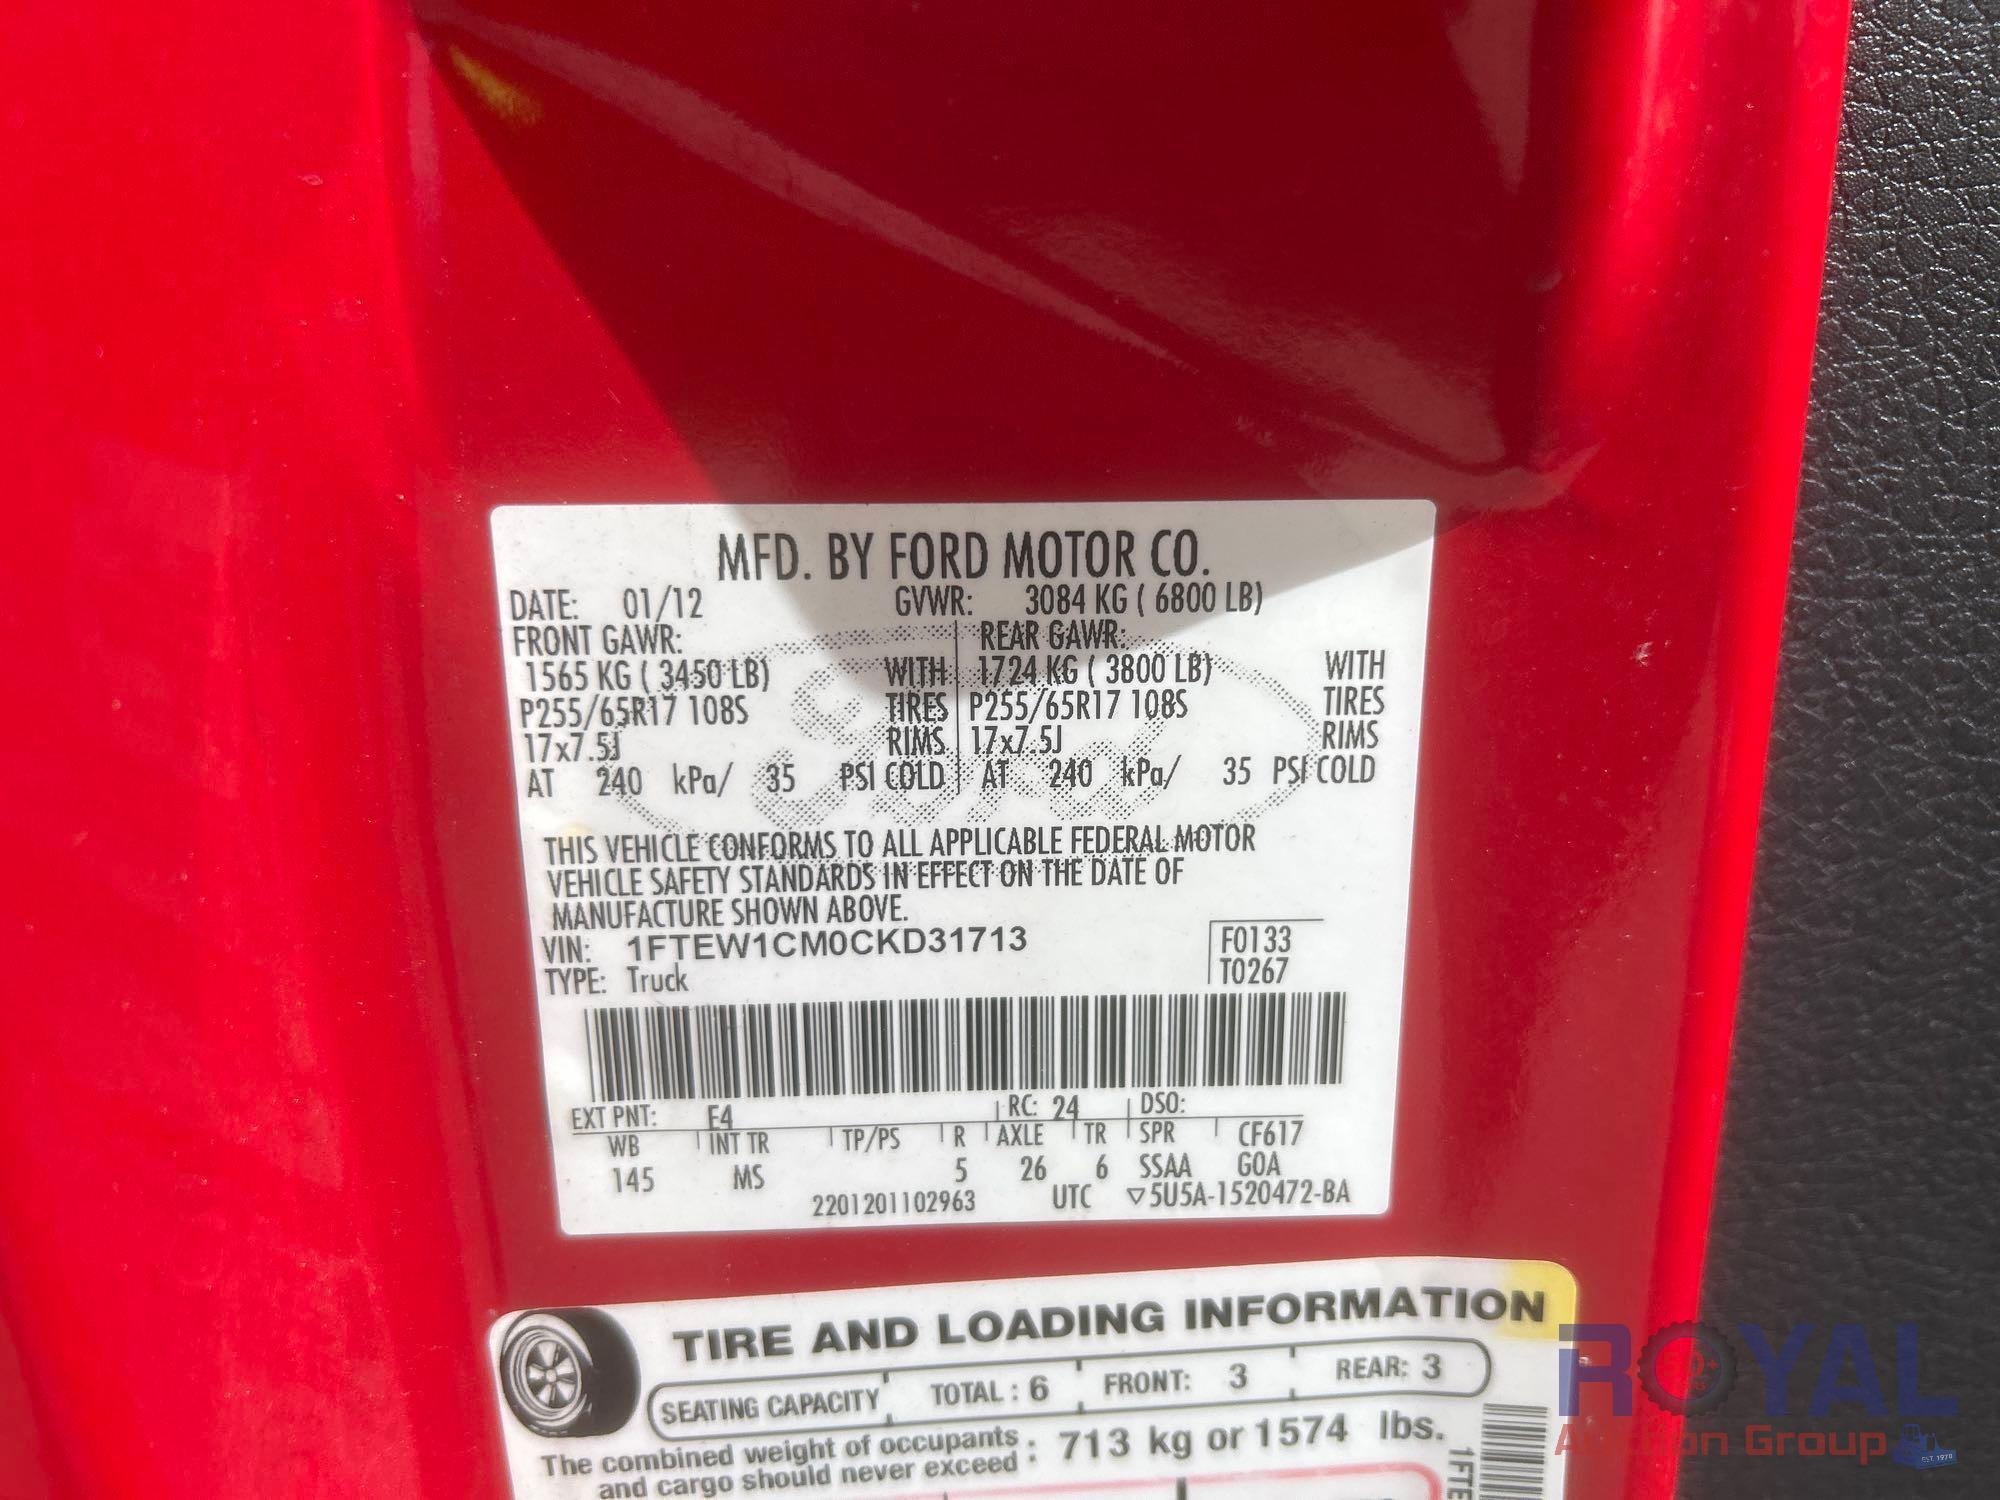 MFD. BY FORD MOTOR CO.
DATE: 01/12 GVWR: 3084 KG ( 6800 LB)
FRONT GAWR: REAR GAWR:
1565 KG ( 3450 LB) WITH 1724 KG ( 3800 LB) WITH
P255/65R17 108S TIRES P255/65R17 108S TIRES
17x7.5J RIMS 17x7.5J RIMS
AT 240 kPa/ 35 PSI COLD AT 240 kPa/ 35 PSI COLD
THIS VEHICLE CONFORMS TO ALL APPLICABLE FEDERAL MOTOR
VEHICLE SAFETY STANDARDS IN EFFECT ON THE DATE OF
MANUFACTURE SHOWN ABOVE.
VIN: 1FTEW1CM0CKD31713 F0133
TYPE: Truck T0267
EXT PNT: E4 RC: 24 DSO:
WB INT TR TP/PS R AXLE TR SPR CF617
145 MS 5 26 6 SSAA GOA
2201201102963 UTC ▽5U5A-1520472-BA
TIRE AND LOADING INFORMATION
SEATING CAPACITY TOTAL : 6 FRONT: 3 REAR: 3
The combined weight of occupants
and cargo should never exceed : 713 kg or 1574 lbs.
1FTE
ROYAL
Auction Group
EST. 1970